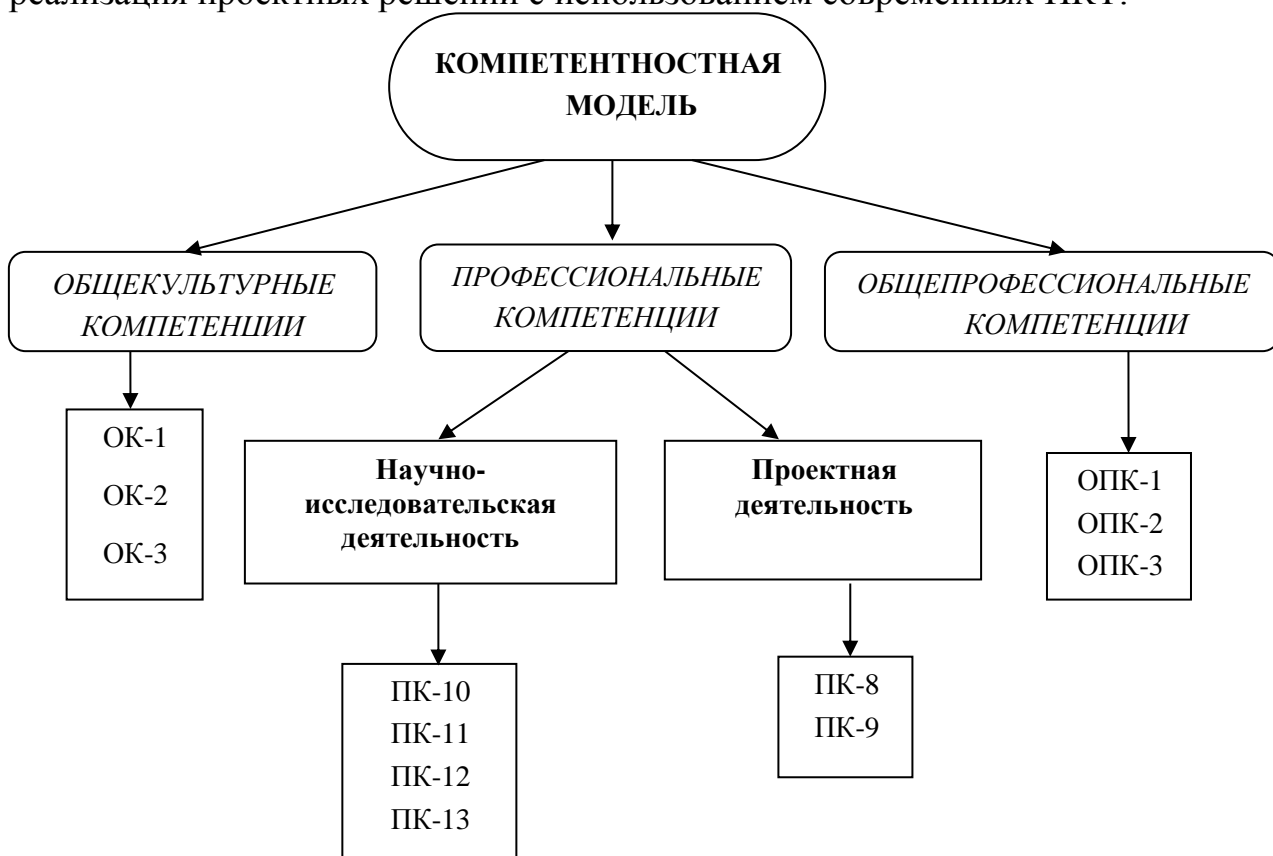 реализация проектных решений с использованием современных ИКТ.
КОМПЕТЕНТНОСТНАЯ
МОДЕЛЬ
ОБЩЕКУЛЬТУРНЫЕ
КОМПЕТЕНЦИИ
ПРОФЕССИОНАЛЬНЫЕ
КОМПЕТЕНЦИИ
ОБЩЕПРОФЕССИОНАЛЬНЫЕ
КОМПЕТЕНЦИИ
ОК-1
ОК-2
ОК-3
Научно-
исследовательская
деятельность
Проектная
деятельность
ОПК-1
ОПК-2
ОПК-3
ПК-10
ПК-11
ПК-12
ПК-13
ПК-8
ПК-9